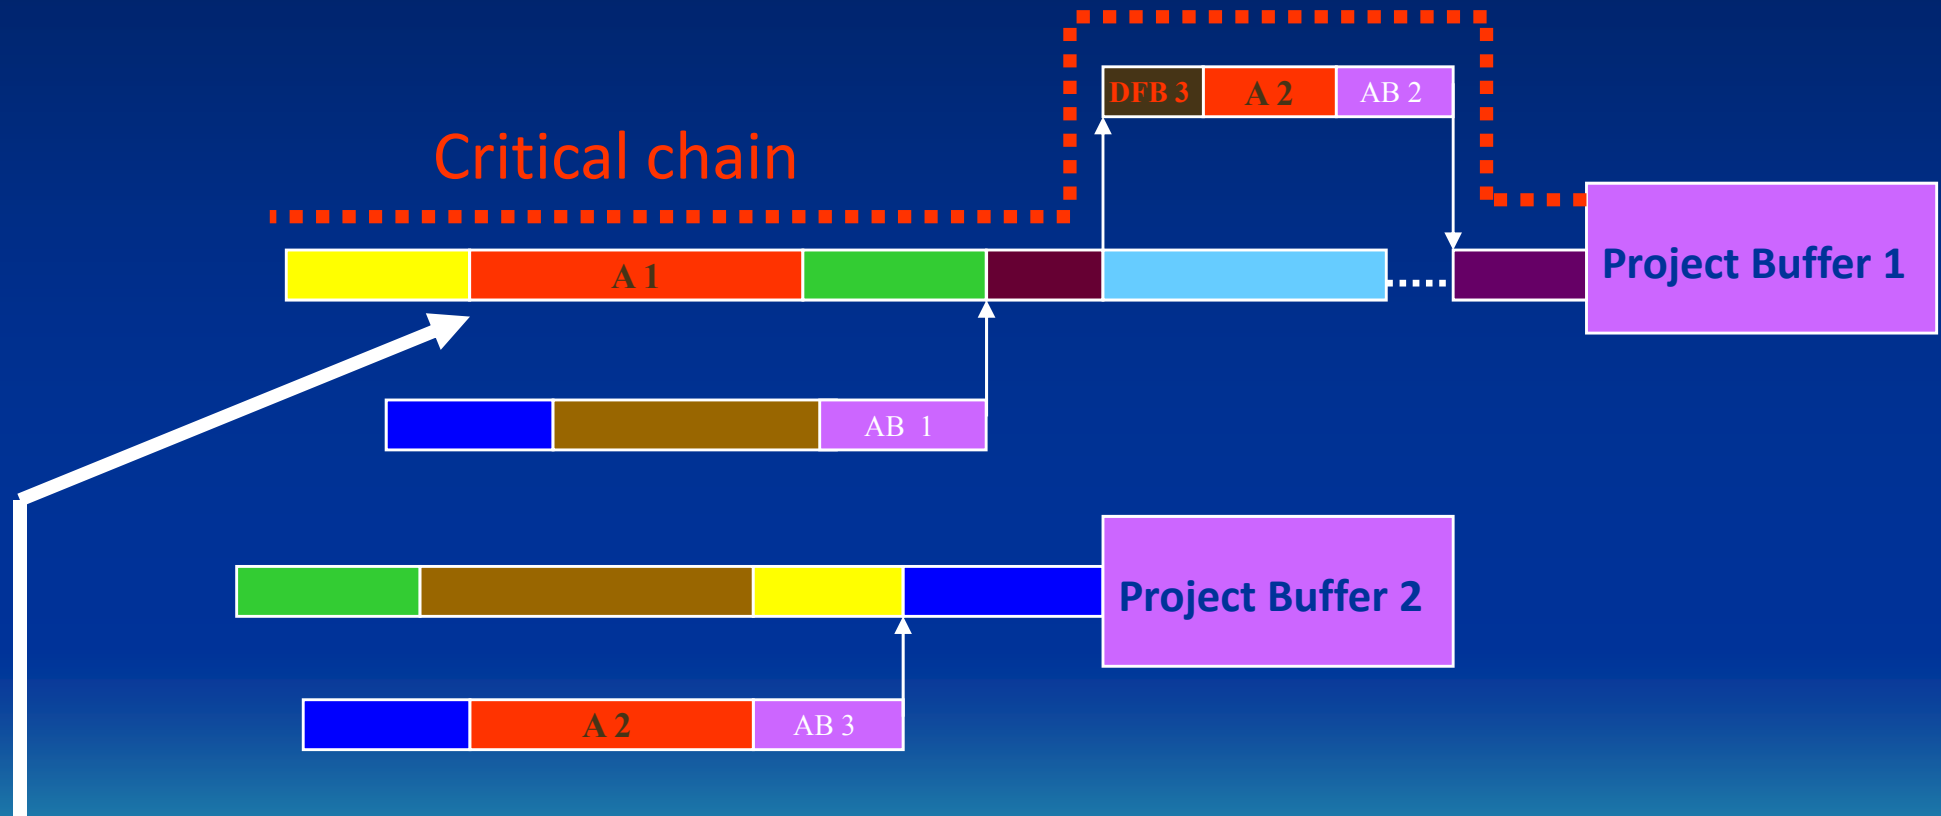 DFB 3 A 2 AB 2
Critical chain
A 1
Project Buffer 1
AB 1
Project Buffer 2
A 2 AB 3